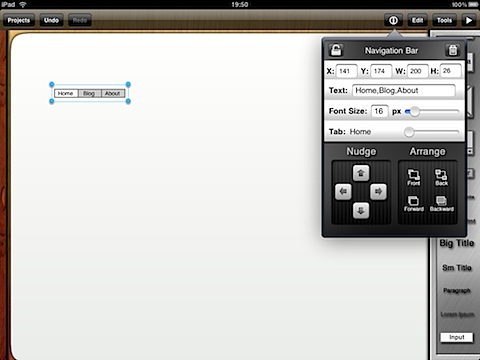 iPad 19:50 100%
Projects Undo Redo Edit Tools
Navigation Bar
X: 141 Y: 174 W: 200 H: 26
Text: Home,Blog,About
Font Size: 16 px
Tab: Home
Nudge Arrange
Front Back
Forward Backward
Home Blog About
Big Title
Sm Title
Paragraph
Lorem Ipsum
Input